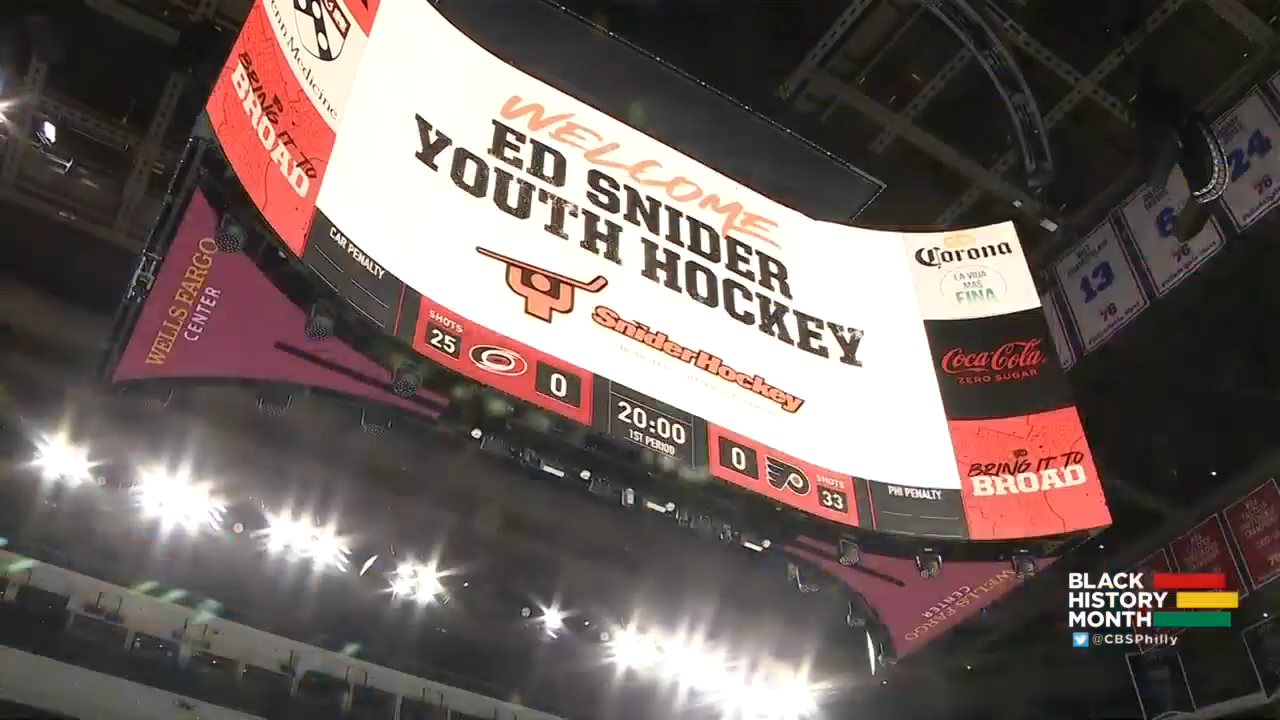 Penn Medicine
BRING IT TO
BROAD
WELLS FARGO
CENTER
WELCOME
ED SNIDER
YOUTH HOCKEY
SniderHockey
CAR PENALTY
SHOTS
25
0
20:00
1ST PERIOD
0
SHOTS
33
PHI PENALTY
Corona
LA VIDA
MAS
FINA
Coca-Cola
ZERO SUGAR
BRING IT TO
BROAD
WELLS FARGO
CENTER
13
76
6
76
24
76
BLACK
HISTORY
MONTH
@CBSPhilly